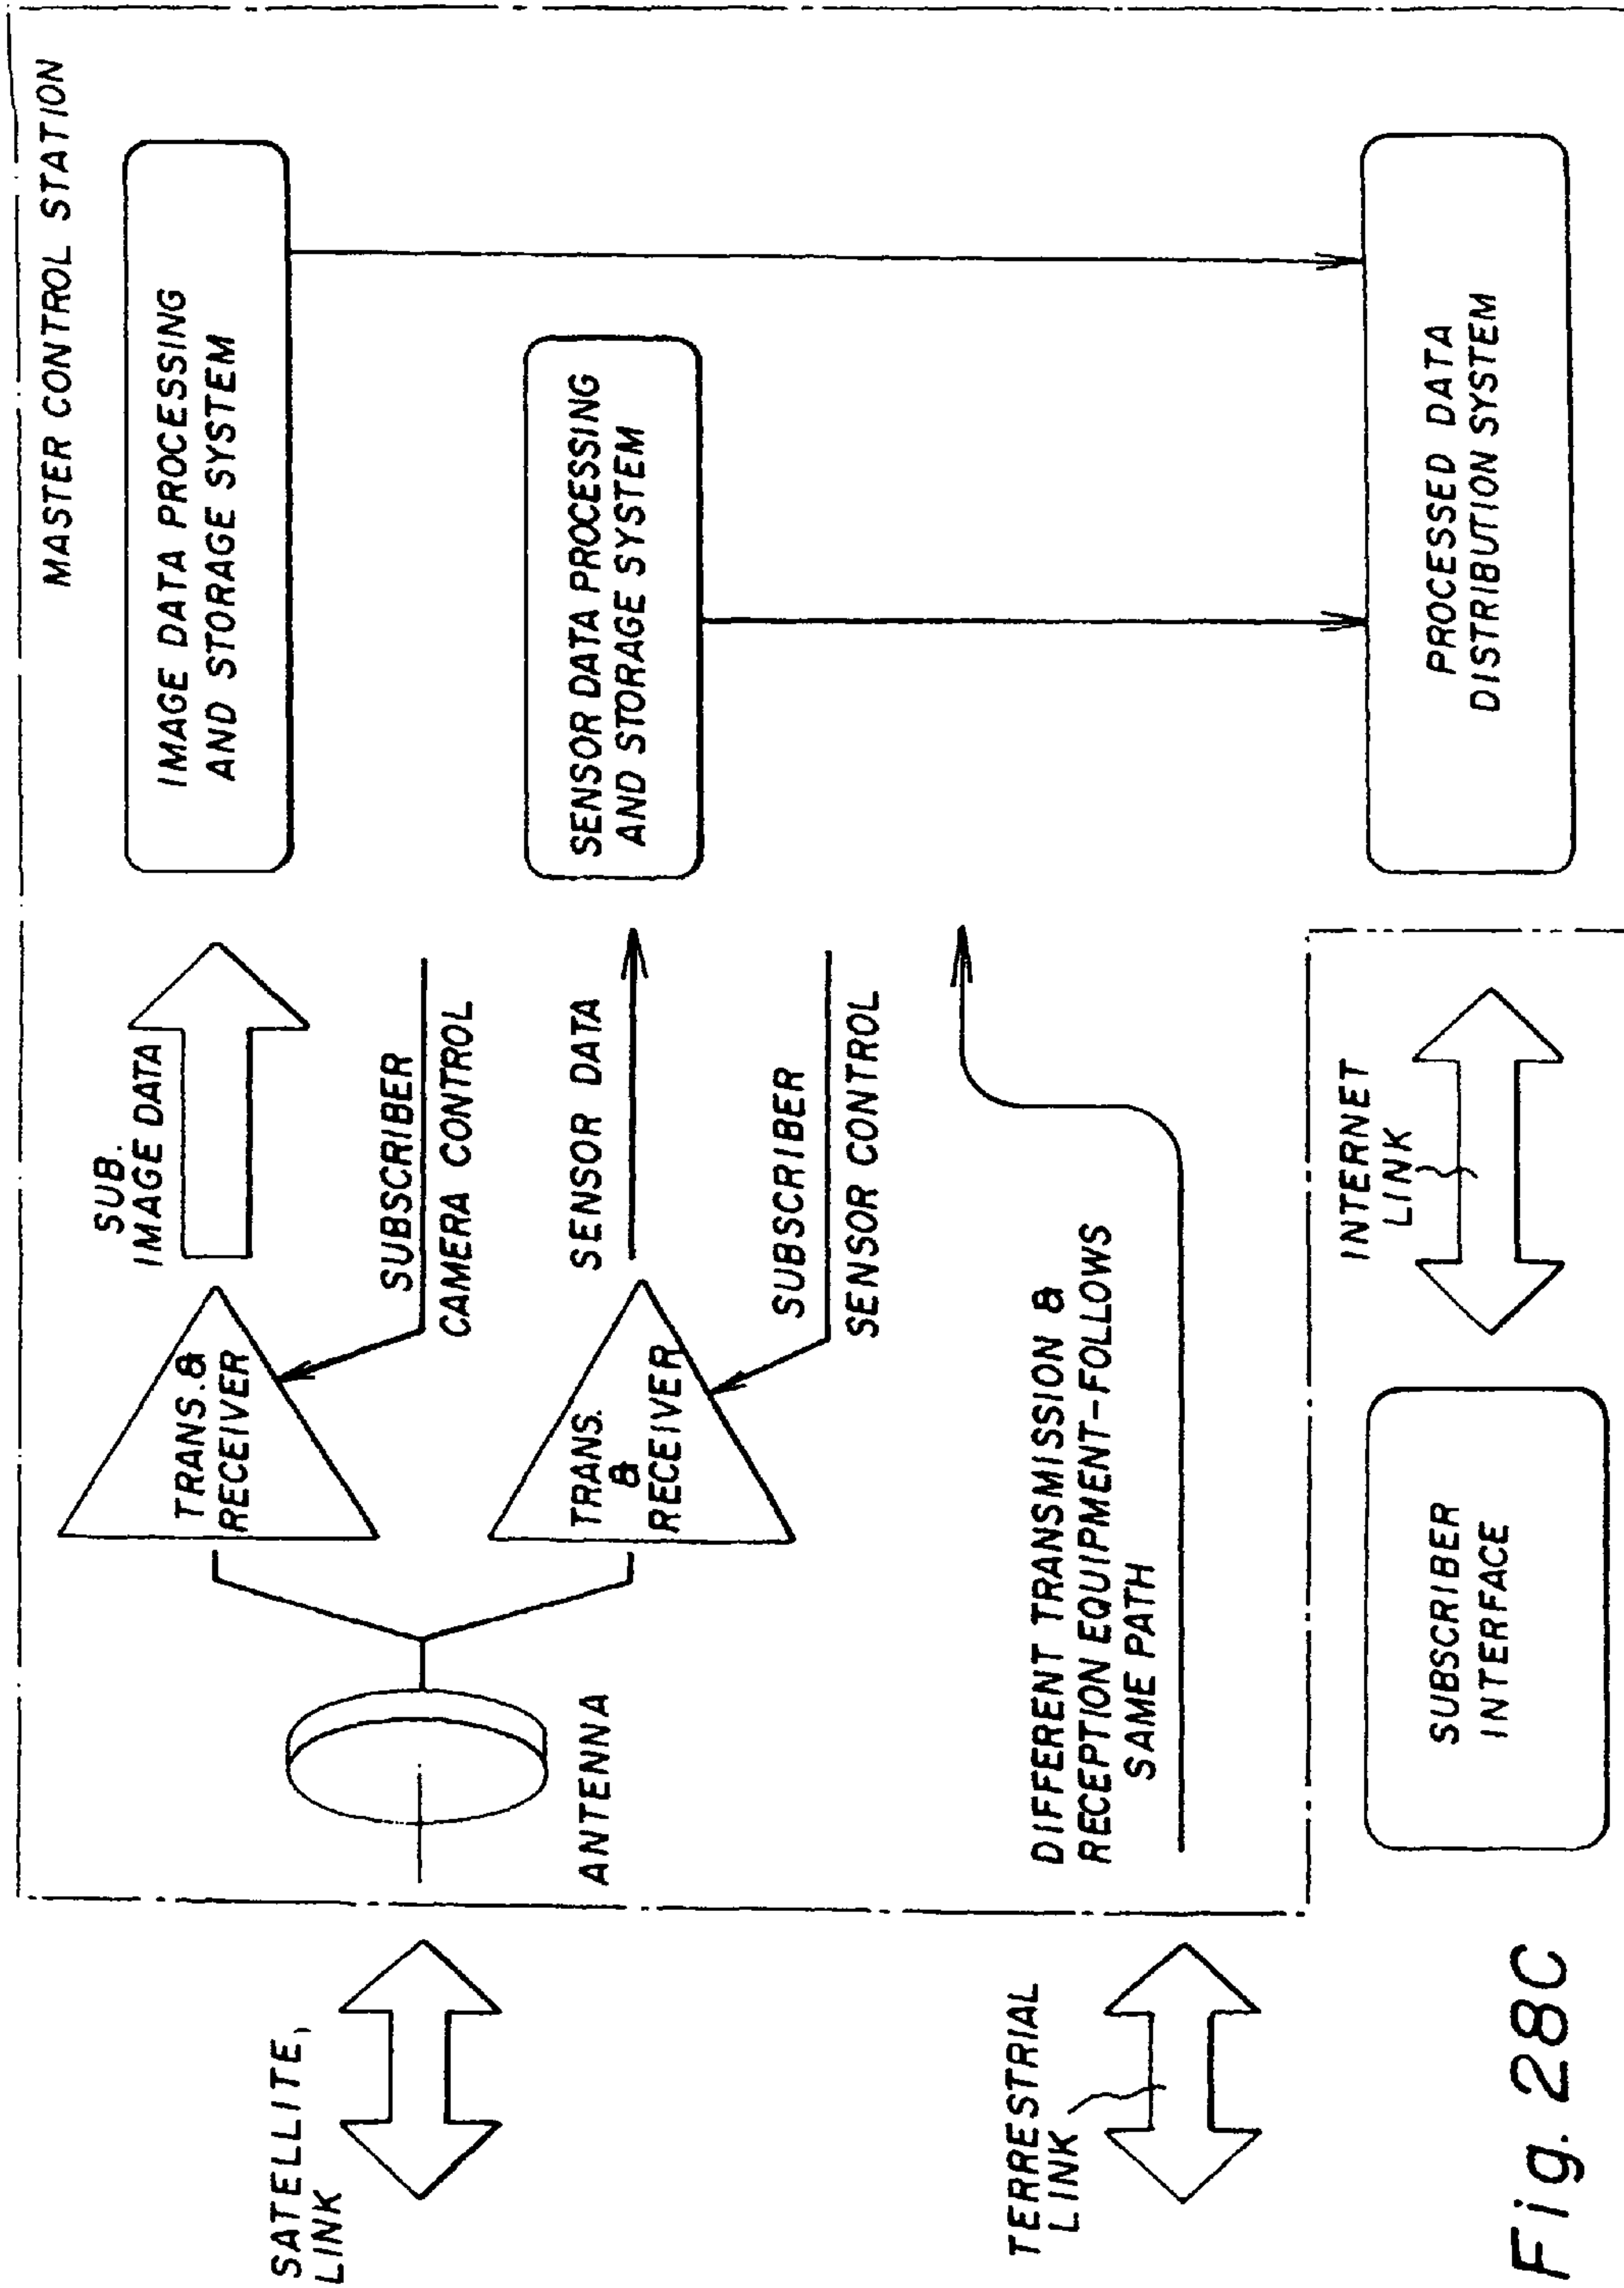 MASTER CONTROL STATION
SATELLITE,
LINK
ANTENNA
TRANS.&
RECEIVER
SUB.
IMAGE DATA
IMAGE DATA PROCESSING
AND STORAGE SYSTEM
SUBSCRIBER
CAMERA CONTROL
TRANS.
&
RECEIVER
SENSOR DATA
SENSOR DATA PROCESSING
AND STORAGE SYSTEM
SUBSCRIBER
SENSOR CONTROL
TERRESTRIAL
LINK
DIFFERENT TRANSMISSION &
RECEPTION EQUIPMENT-FOLLOWS
SAME PATH
SUBSCRIBER
INTERFACE
INTERNET
LINK
PROCESSED DATA
DISTRIBUTION SYSTEM
Fig. 28C